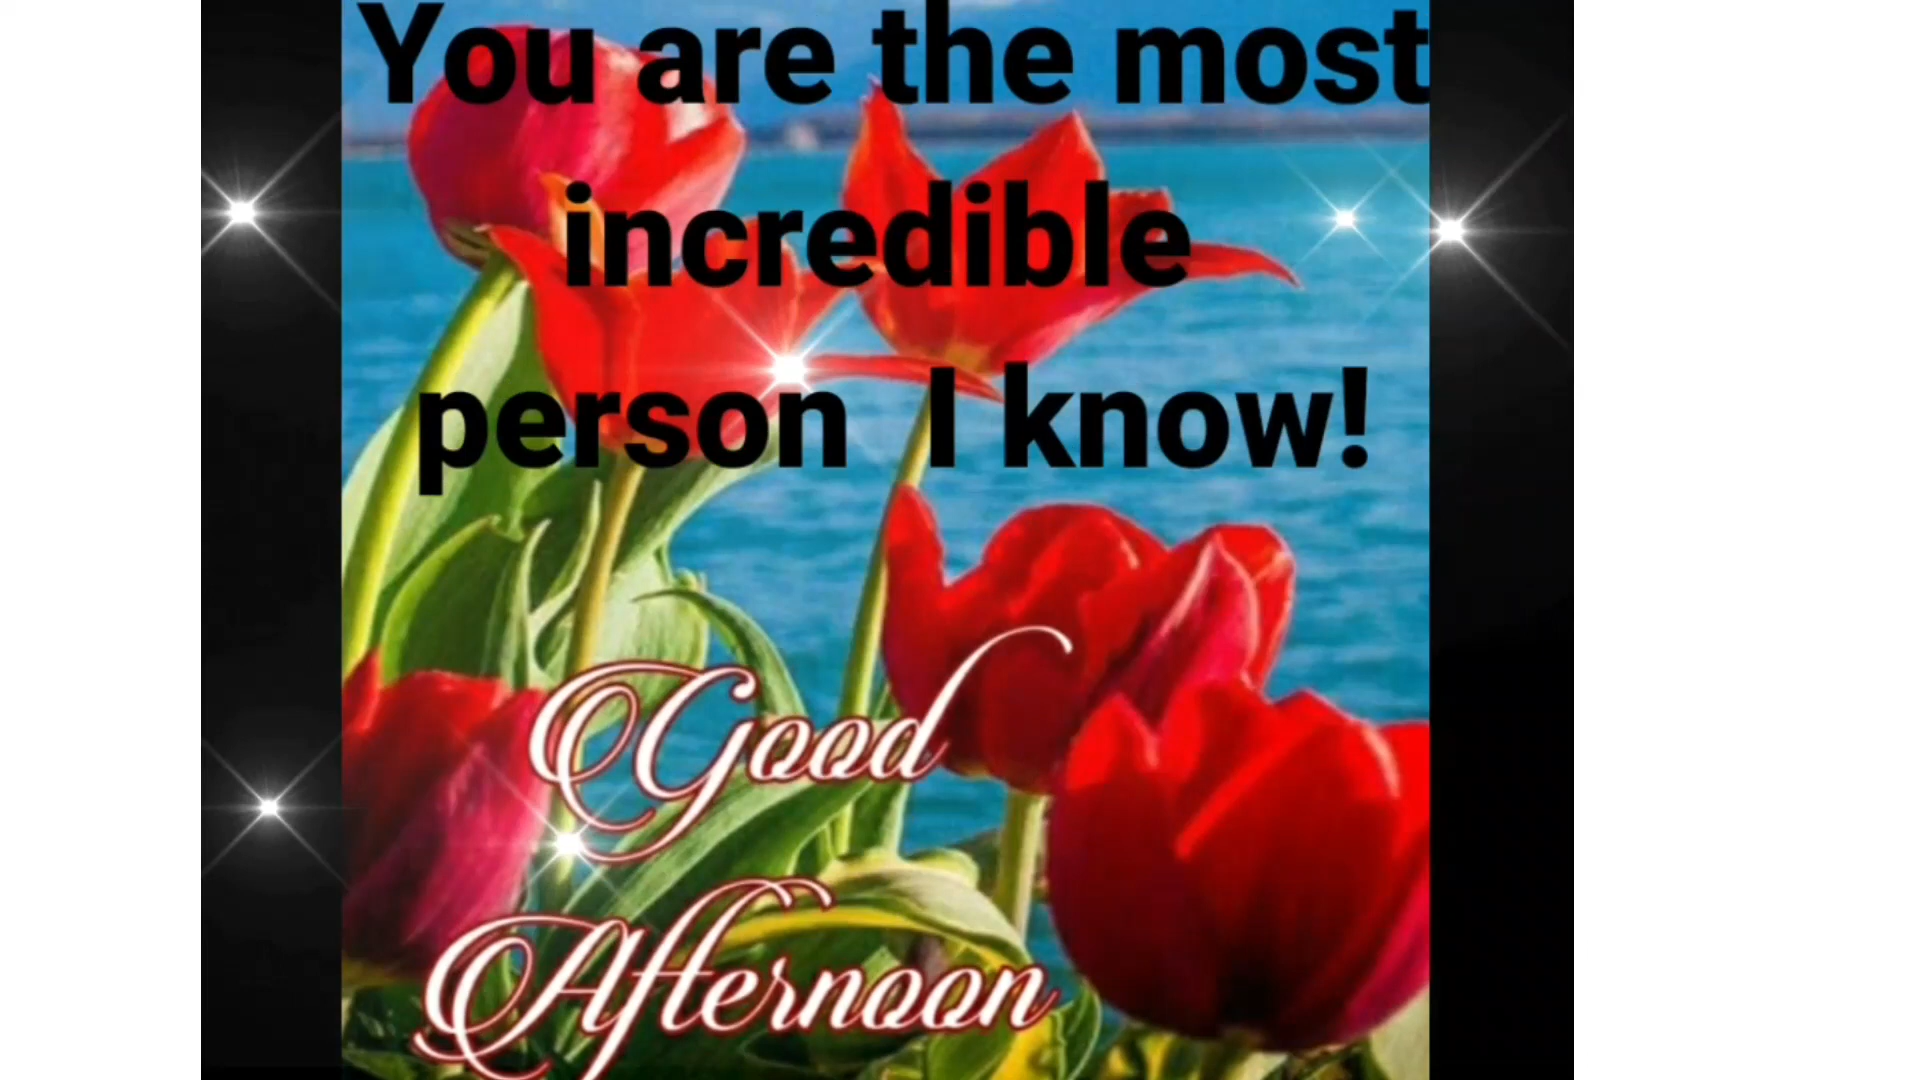 You are the most
incredible
person I know!
Good
Afternoon